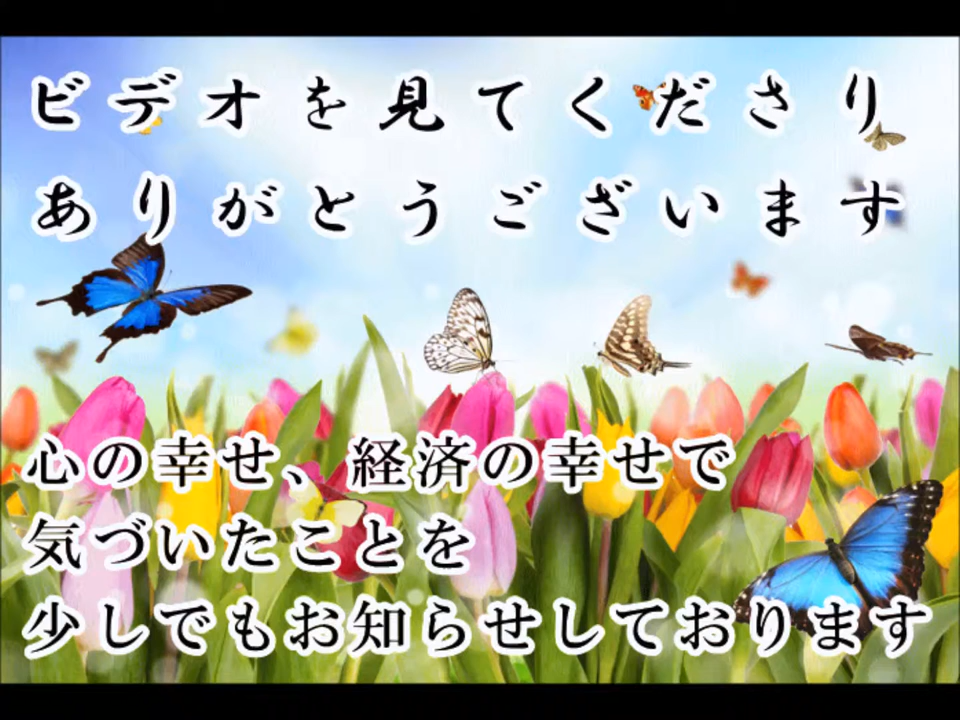 ビデオを見てくださり
ありがとうございます
心の幸せ、経済の幸せで
気づいたことを
少しでもお知らせしております